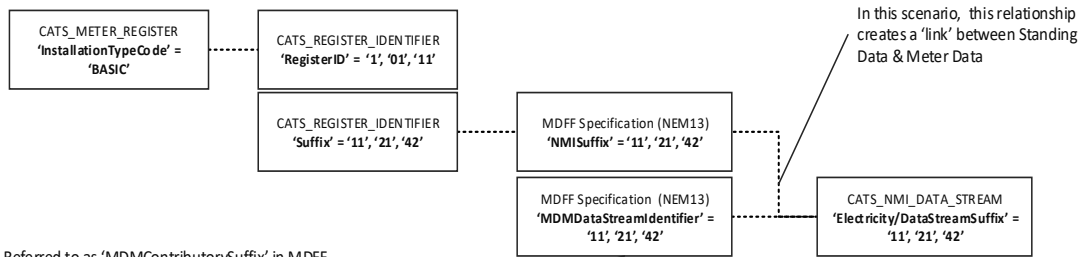 CATS_METER_REGISTER
'InstallationTypeCode' =
'BASIC'
CATS_REGISTER_IDENTIFIER
'RegisterID' = '1', '01', '11'
In this scenario, this relationship
creates a 'link' between Standing
Data & Meter Data
CATS_REGISTER_IDENTIFIER
'Suffix' = '11', '21', '42'
MDFF Specification (NEM13)
'NMISuffix' = '11', '21', '42'
MDFF Specification (NEM13)
'MDMDataStreamIdentifier' =
'11', '21', '42'
CATS_NMI_DATA_STREAM
'Electricity/DataStreamSuffix' =
'11', '21', '42'
Referred to as 'MDMContributorySuffix' in MDFF